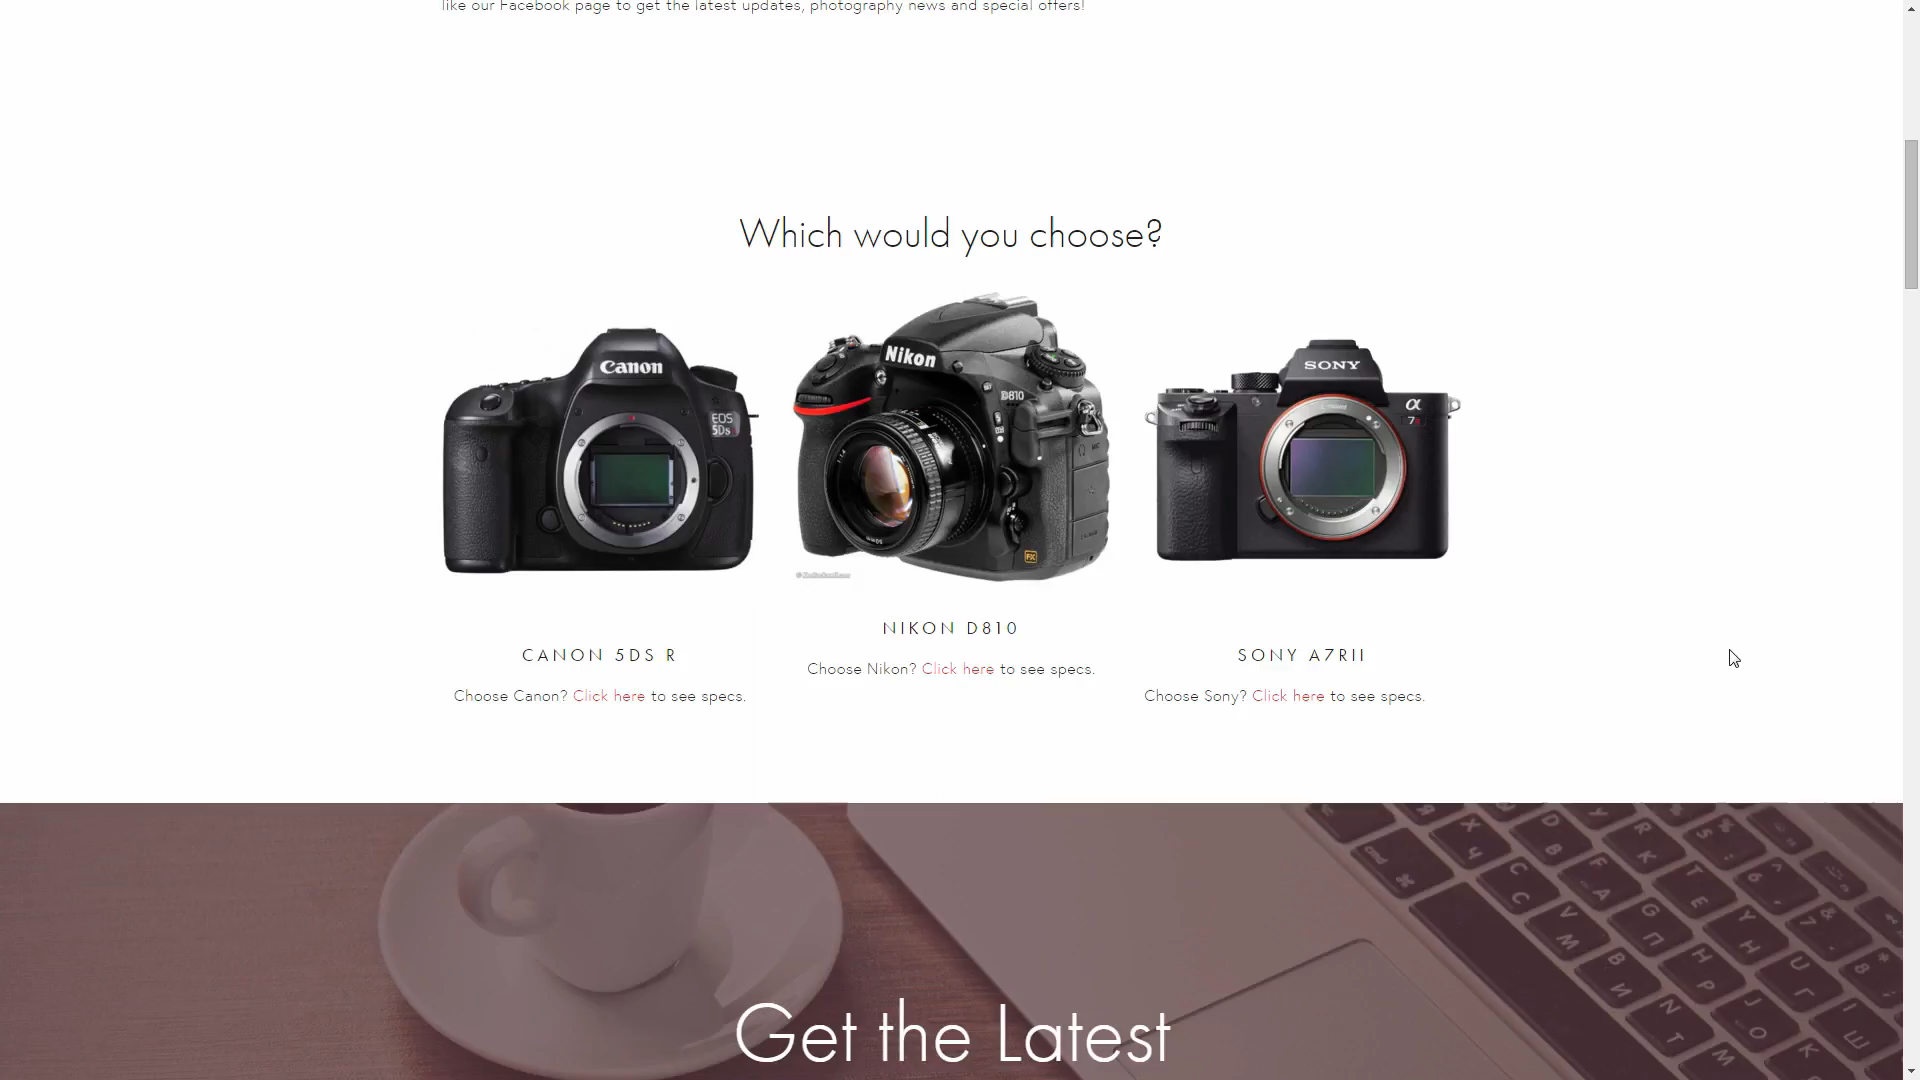 like our Facebook page to get the latest updates, photography news and special offers!
Which would you choose?
Canon
EOS
5Ds
Nikon
D810
FX
SONY
α
7R
CANON 5DS R
Choose Canon? Click here to see specs.
NIKON D810
Choose Nikon? Click here to see specs.
SONY A7RII
Choose Sony? Click here to see specs.
Get the Latest